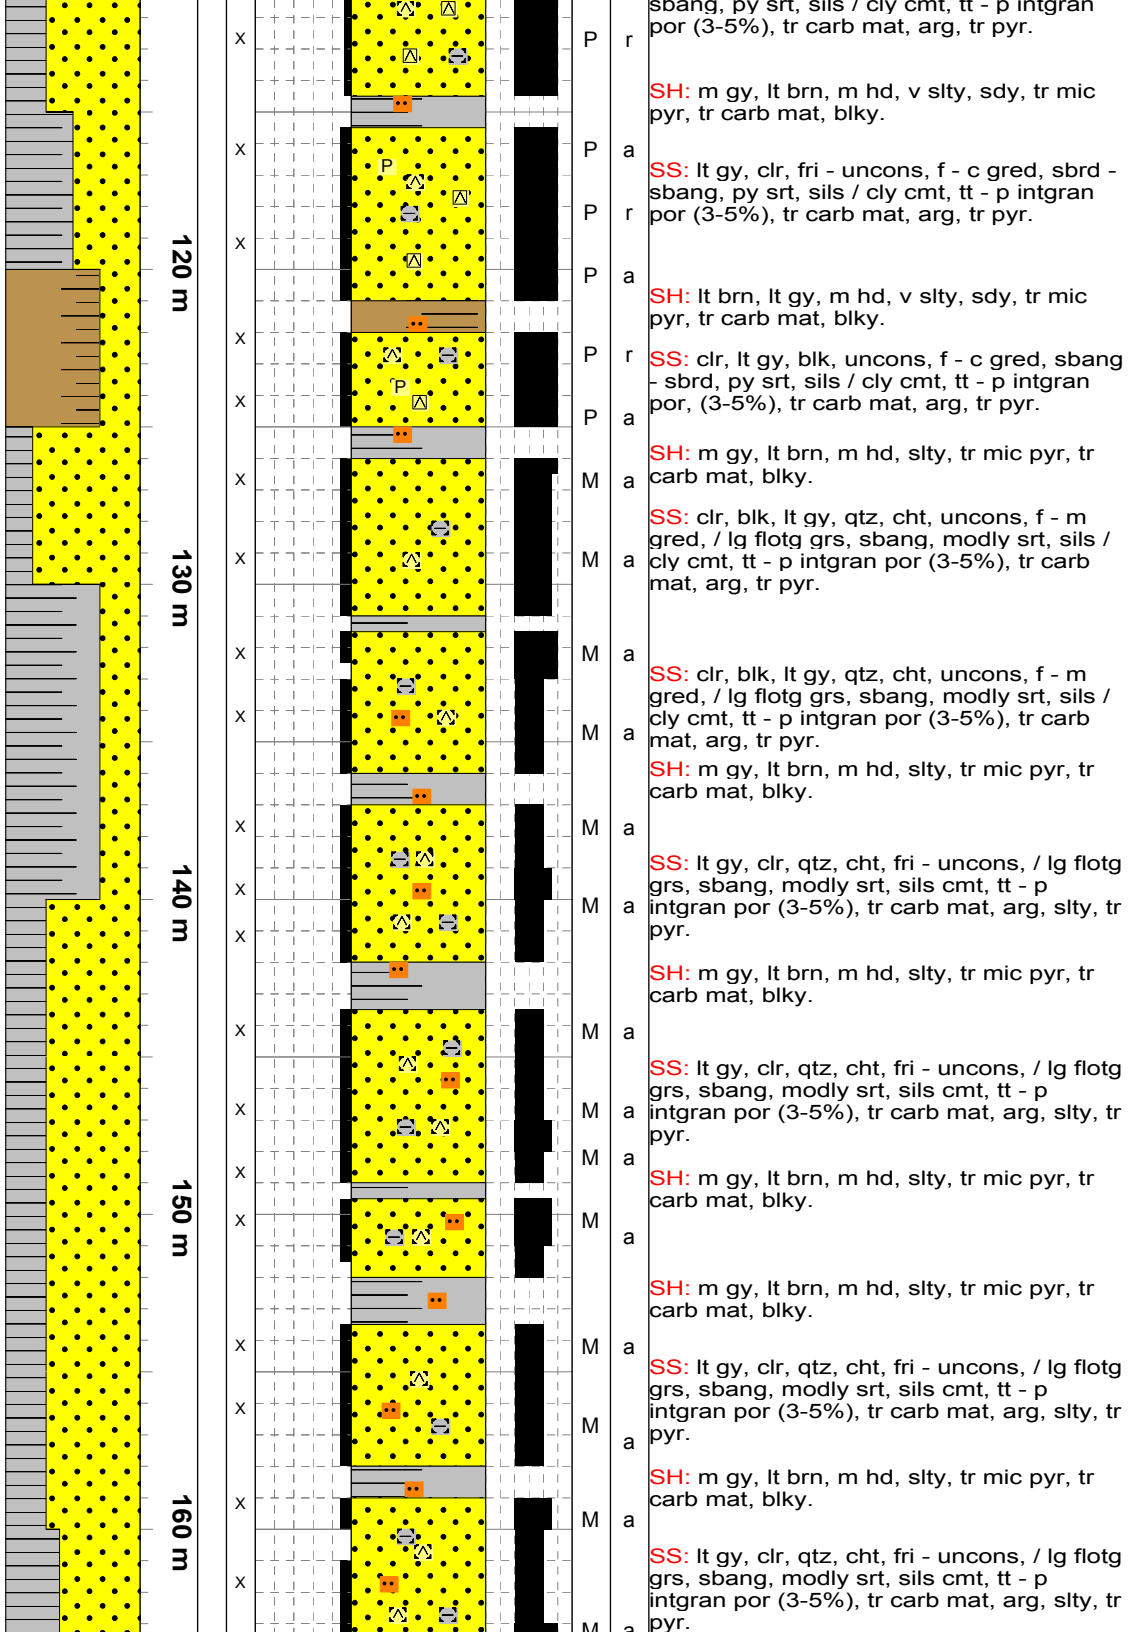 sbang, py srt, sils / cly cmt, tt - p intgran
por (3-5%), tr carb mat, arg, tr pyr.
x
P r
SH: m gy, lt brn, m hd, v slty, sdy, tr mic
pyr, tr carb mat, blky.
x
P a
P
SS: lt gy, clr, fri - uncons, f - c gred, sbrd -
sbang, py srt, sils / cly cmt, tt - p intgran
por (3-5%), tr carb mat, arg, tr pyr.
P r
x
120 m
P a
SH: lt brn, lt gy, m hd, v slty, sdy, tr mic
pyr, tr carb mat, blky.
x
P r
SS: clr, lt gy, blk, uncons, f - c gred, sbang
- sbrd, py srt, sils / cly cmt, tt - p intgran
por, (3-5%), tr carb mat, arg, tr pyr.
P
x
P a
SH: m gy, lt brn, m hd, slty, tr mic pyr, tr
carb mat, blky.
x
M a
SS: clr, blk, lt gy, qtz, cht, uncons, f - m
gred, / lg flotg grs, sbang, modly srt, sils /
cly cmt, tt - p intgran por (3-5%), tr carb
mat, arg, tr pyr.
x
M a
130 m
x
M a
SS: clr, blk, lt gy, qtz, cht, uncons, f - m
gred, / lg flotg grs, sbang, modly srt, sils /
cly cmt, tt - p intgran por (3-5%), tr carb
mat, arg, tr pyr.
x
M a
SH: m gy, lt brn, m hd, slty, tr mic pyr, tr
carb mat, blky.
x
M a
SS: lt gy, clr, qtz, cht, fri - uncons, / lg flotg
grs, sbang, modly srt, sils cmt, tt - p
intgran por (3-5%), tr carb mat, arg, slty, tr
pyr.
x
M a
140 m
x
SH: m gy, lt brn, m hd, slty, tr mic pyr, tr
carb mat, blky.
x
M a
SS: lt gy, clr, qtz, cht, fri - uncons, / lg flotg
grs, sbang, modly srt, sils cmt, tt - p
intgran por (3-5%), tr carb mat, arg, slty, tr
pyr.
x
M a
M a
x
SH: m gy, lt brn, m hd, slty, tr mic pyr, tr
carb mat, blky.
150 m
x
M a
SH: m gy, lt brn, m hd, slty, tr mic pyr, tr
carb mat, blky.
x
M a
SS: lt gy, clr, qtz, cht, fri - uncons, / lg flotg
grs, sbang, modly srt, sils cmt, tt - p
intgran por (3-5%), tr carb mat, arg, slty, tr
pyr.
x
M a
SH: m gy, lt brn, m hd, slty, tr mic pyr, tr
carb mat, blky.
x
M a
160 m
SS: lt gy, clr, qtz, cht, fri - uncons, / lg flotg
grs, sbang, modly srt, sils cmt, tt - p
intgran por (3-5%), tr carb mat, arg, slty, tr
pyr.
x
M a